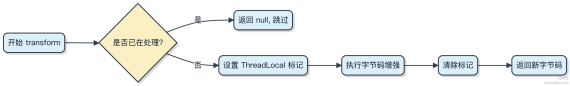 开始 transform
是否已在处理?
是
返回 null, 跳过
否
设置 ThreadLocal 标记
执行字节码增强
清除标记
返回新字节码